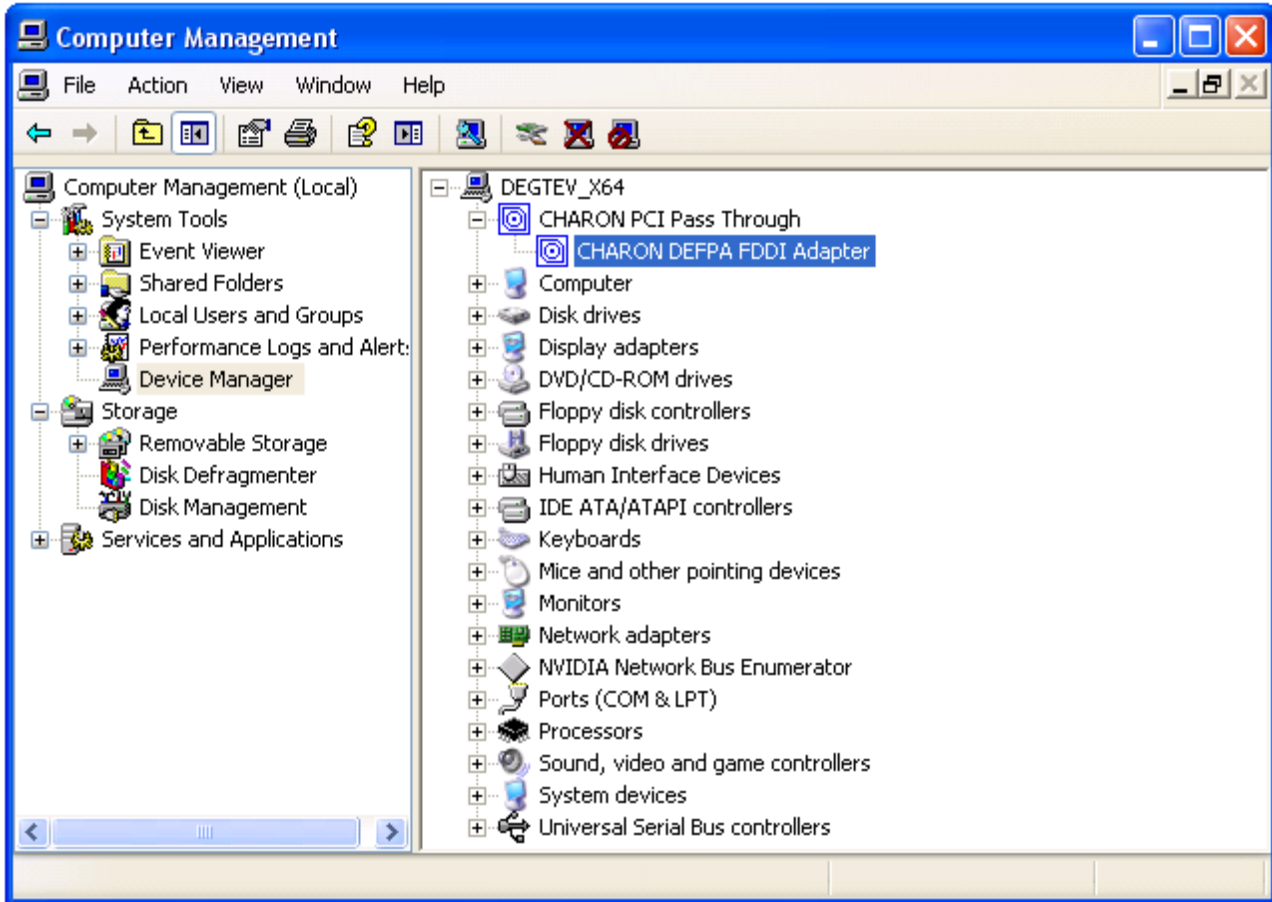 Computer Management
File Action View Window Help
Computer Management (Local)
System Tools
Event Viewer
Shared Folders
Local Users and Groups
Performance Logs and Alert
Device Manager
Storage
Removable Storage
Disk Defragmenter
Disk Management
Services and Applications
DEGTEV_X64
CHARON PCI Pass Through
CHARON DEFPA FDDI Adapter
Computer
Disk drives
Display adapters
DVD/CD-ROM drives
Floppy disk controllers
Floppy disk drives
Human Interface Devices
IDE ATA/ATAPI controllers
Keyboards
Mice and other pointing devices
Monitors
Network adapters
NVIDIA Network Bus Enumerator
Ports (COM & LPT)
Processors
Sound, video and game controllers
System devices
Universal Serial Bus controllers